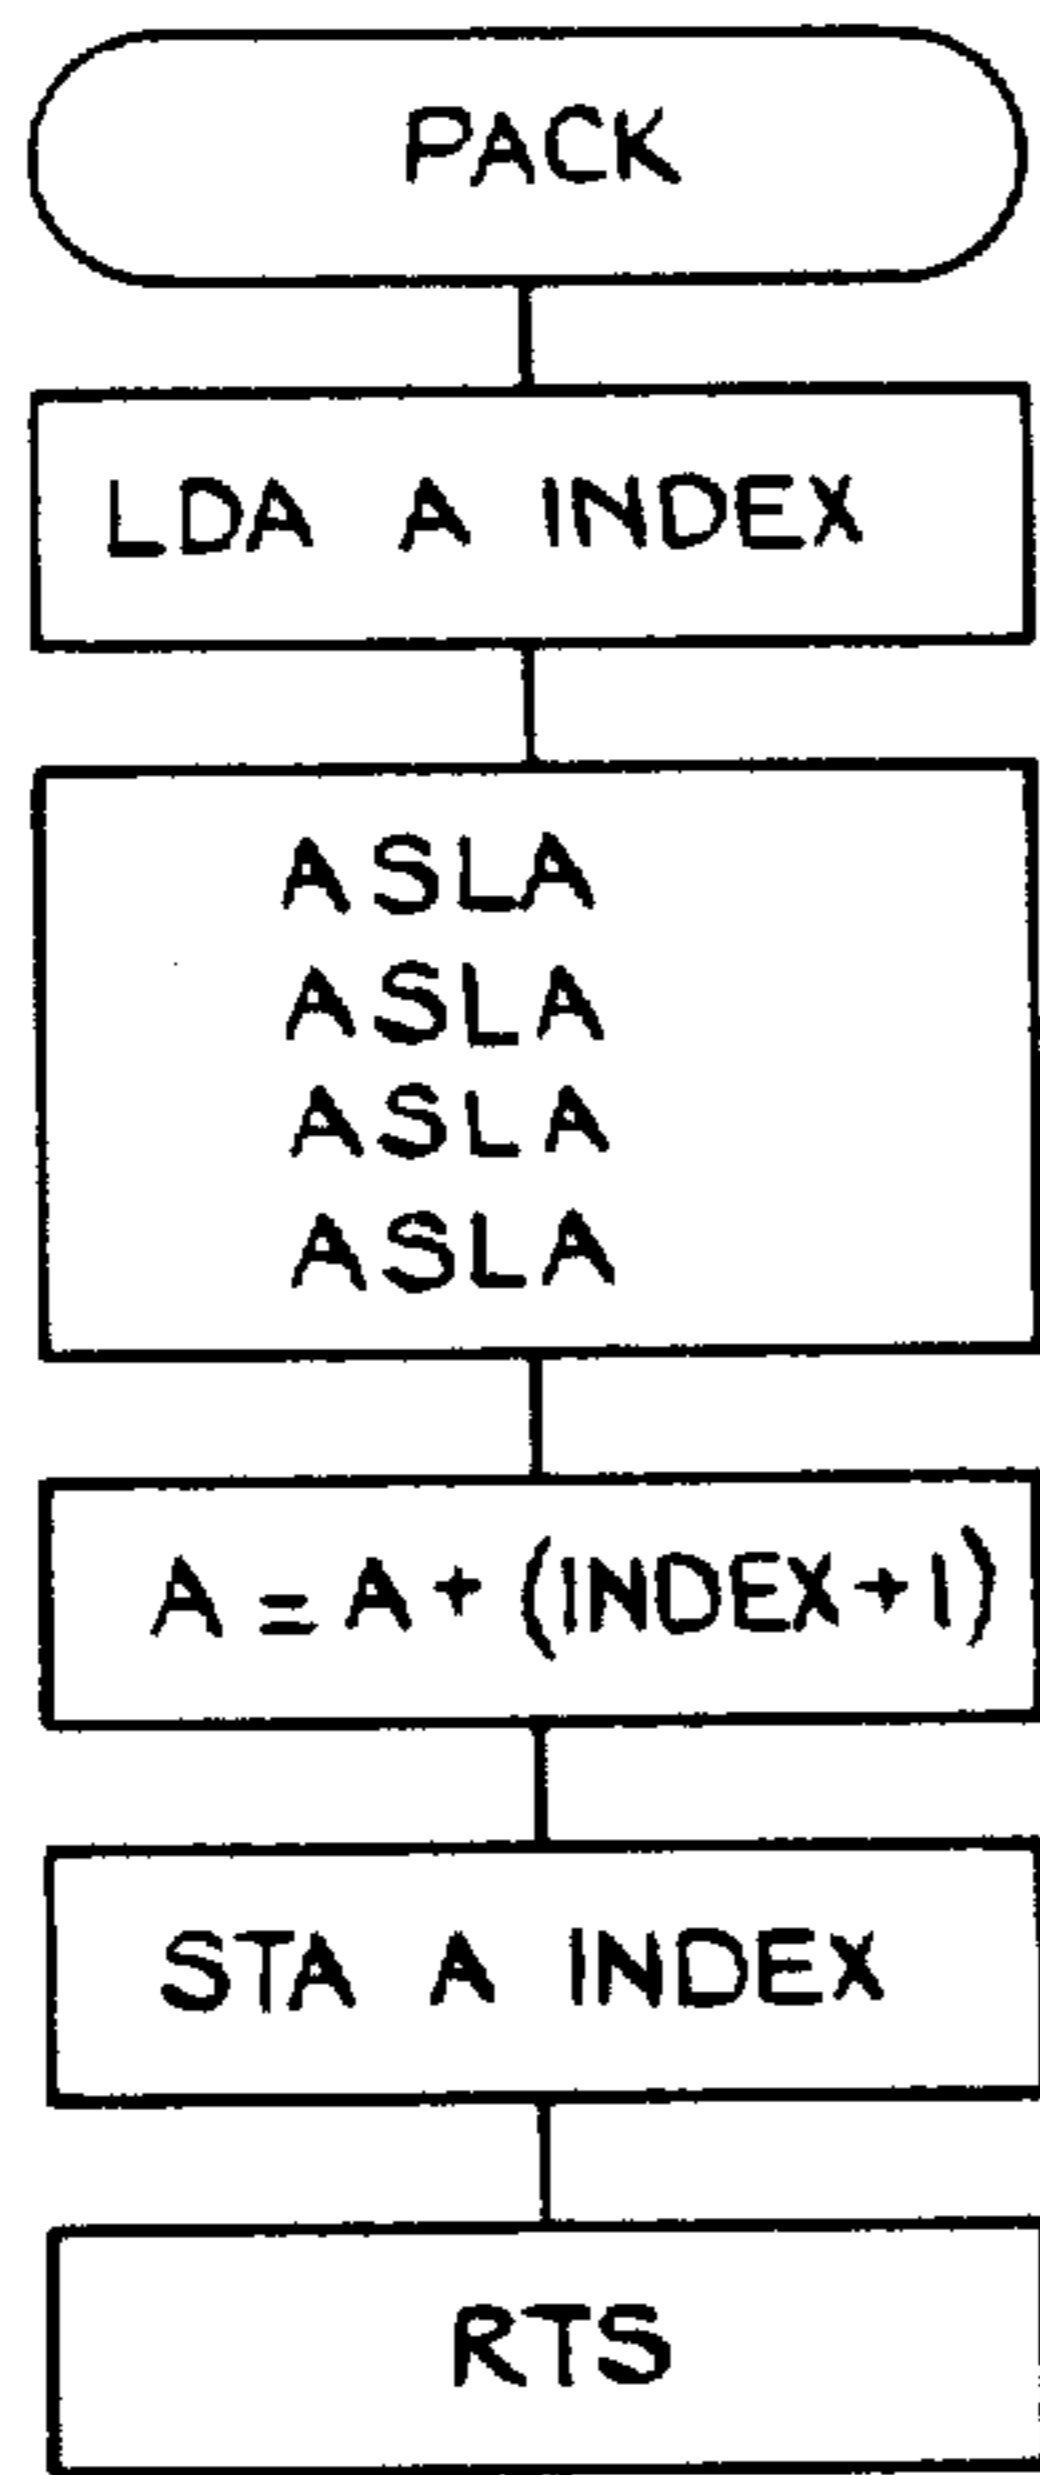 PACK
LDA A INDEX
ASLA
ASLA
ASLA
ASLA
A = A + (INDEX + 1)
STA A INDEX
RTS